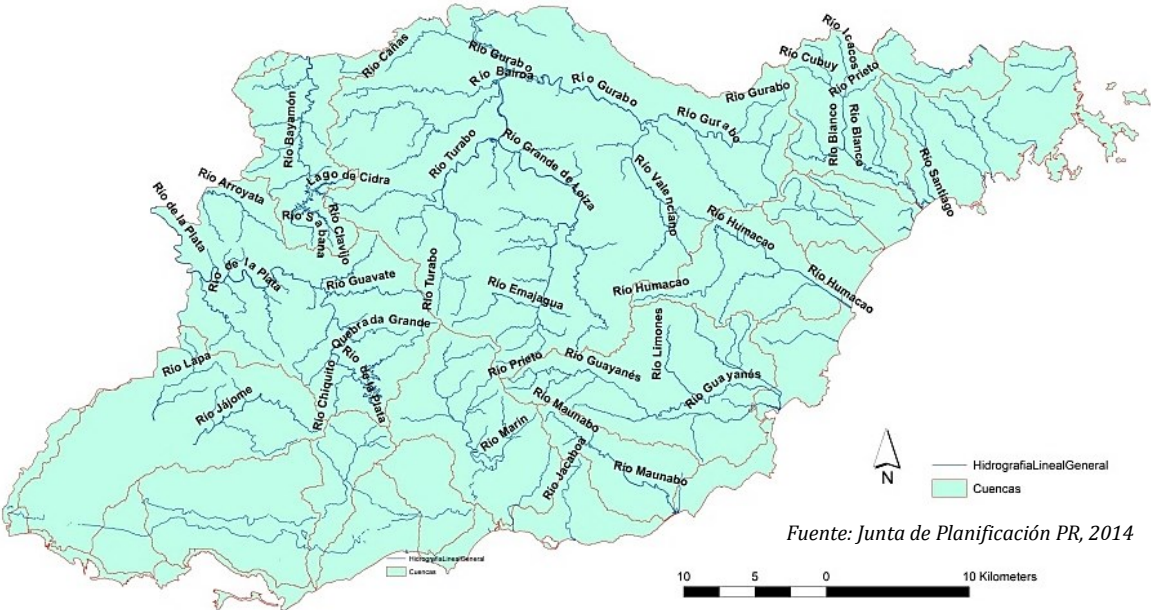 Río Icacos
Río Cañas
Río Gurabo
Río Cubuy
Río Bairoa
Río Gurabo
Río Prieto
Río Gurabo
Río Bayamón
Río Gurabo
Río Blanco
Río Blanco
Río Turabo
Río Grande de Loíza
Río Valenciano
Río Santiago
Lago de Cidra
Río Arroyata
Río de la Plata
Río Sabana
Río Clavijo
Río Humacao
Río de La Plata
Río Guavate
Río Turabo
Río Emajagua
Río Humacao
Río Humacao
Quebrada Grande
Río Limones
Río Lapa
Río Chiquito
Río de la Plata
Río Prieto
Río Guayanés
Río Guayanés
Río Jájome
Río Maunabo
Río Marín
Río Jacaboa
Río Maunabo
N
HidrografiaLinealGeneral
Cuencas
Fuente: Junta de Planificación PR, 2014
HidrografiaLinealGeneral
Cuencas
10 5 0 10 Kilometers